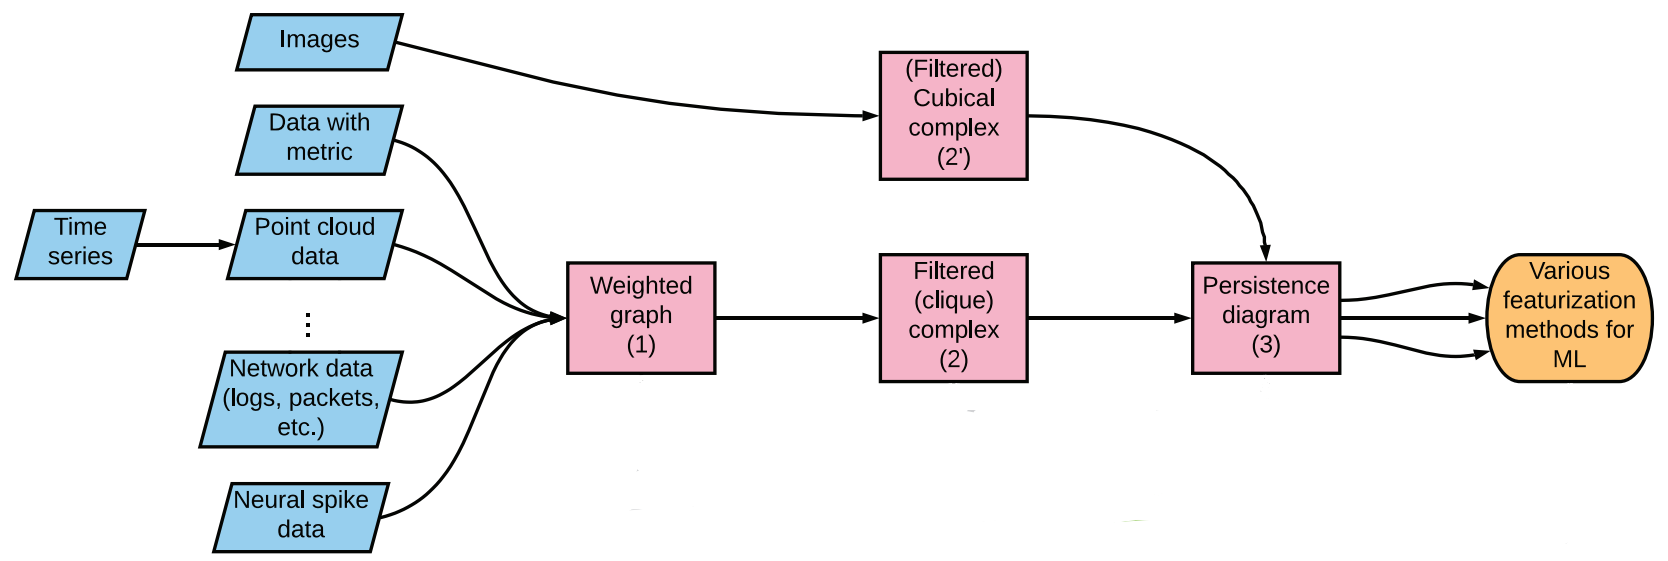 Images
Data with
metric
Time
series
Point cloud
data
⋮
Network data
(logs, packets,
etc.)
Neural spike
data
Weighted
graph
(1)
(Filtered)
Cubical
complex
(2')
Filtered
(clique)
complex
(2)
Persistence
diagram
(3)
Various
featurization
methods for
ML